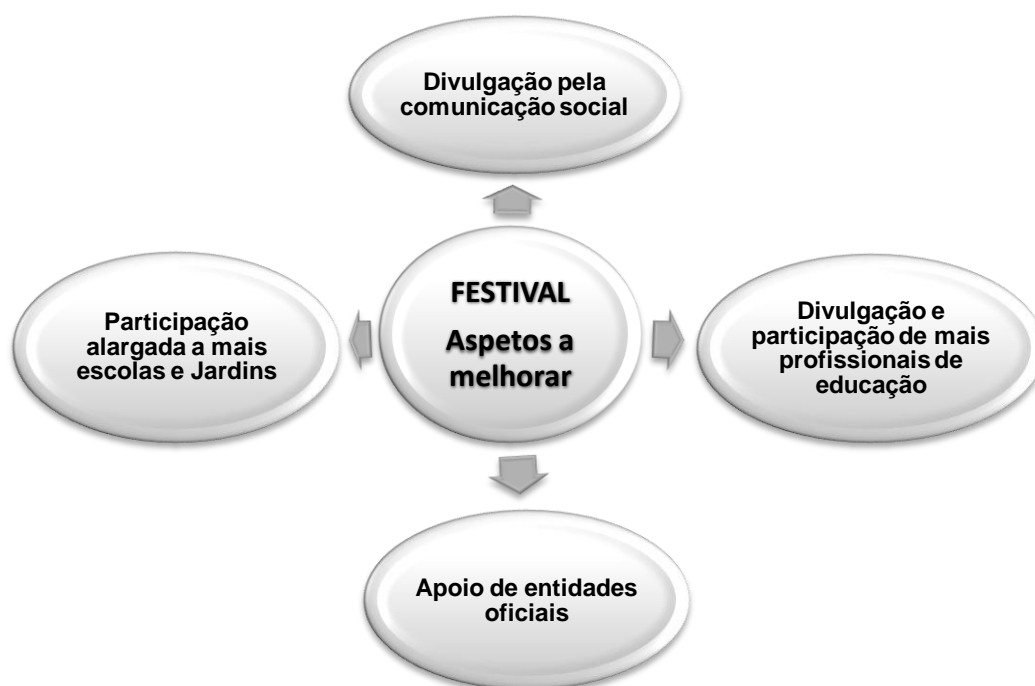 Divulgação pela
comunicação social
FESTIVAL
Aspetos a
melhorar
Participação
alargada a mais
escolas e Jardins
Divulgação e
participação de mais
profissionais de
educação
Apoio de entidades
oficiais